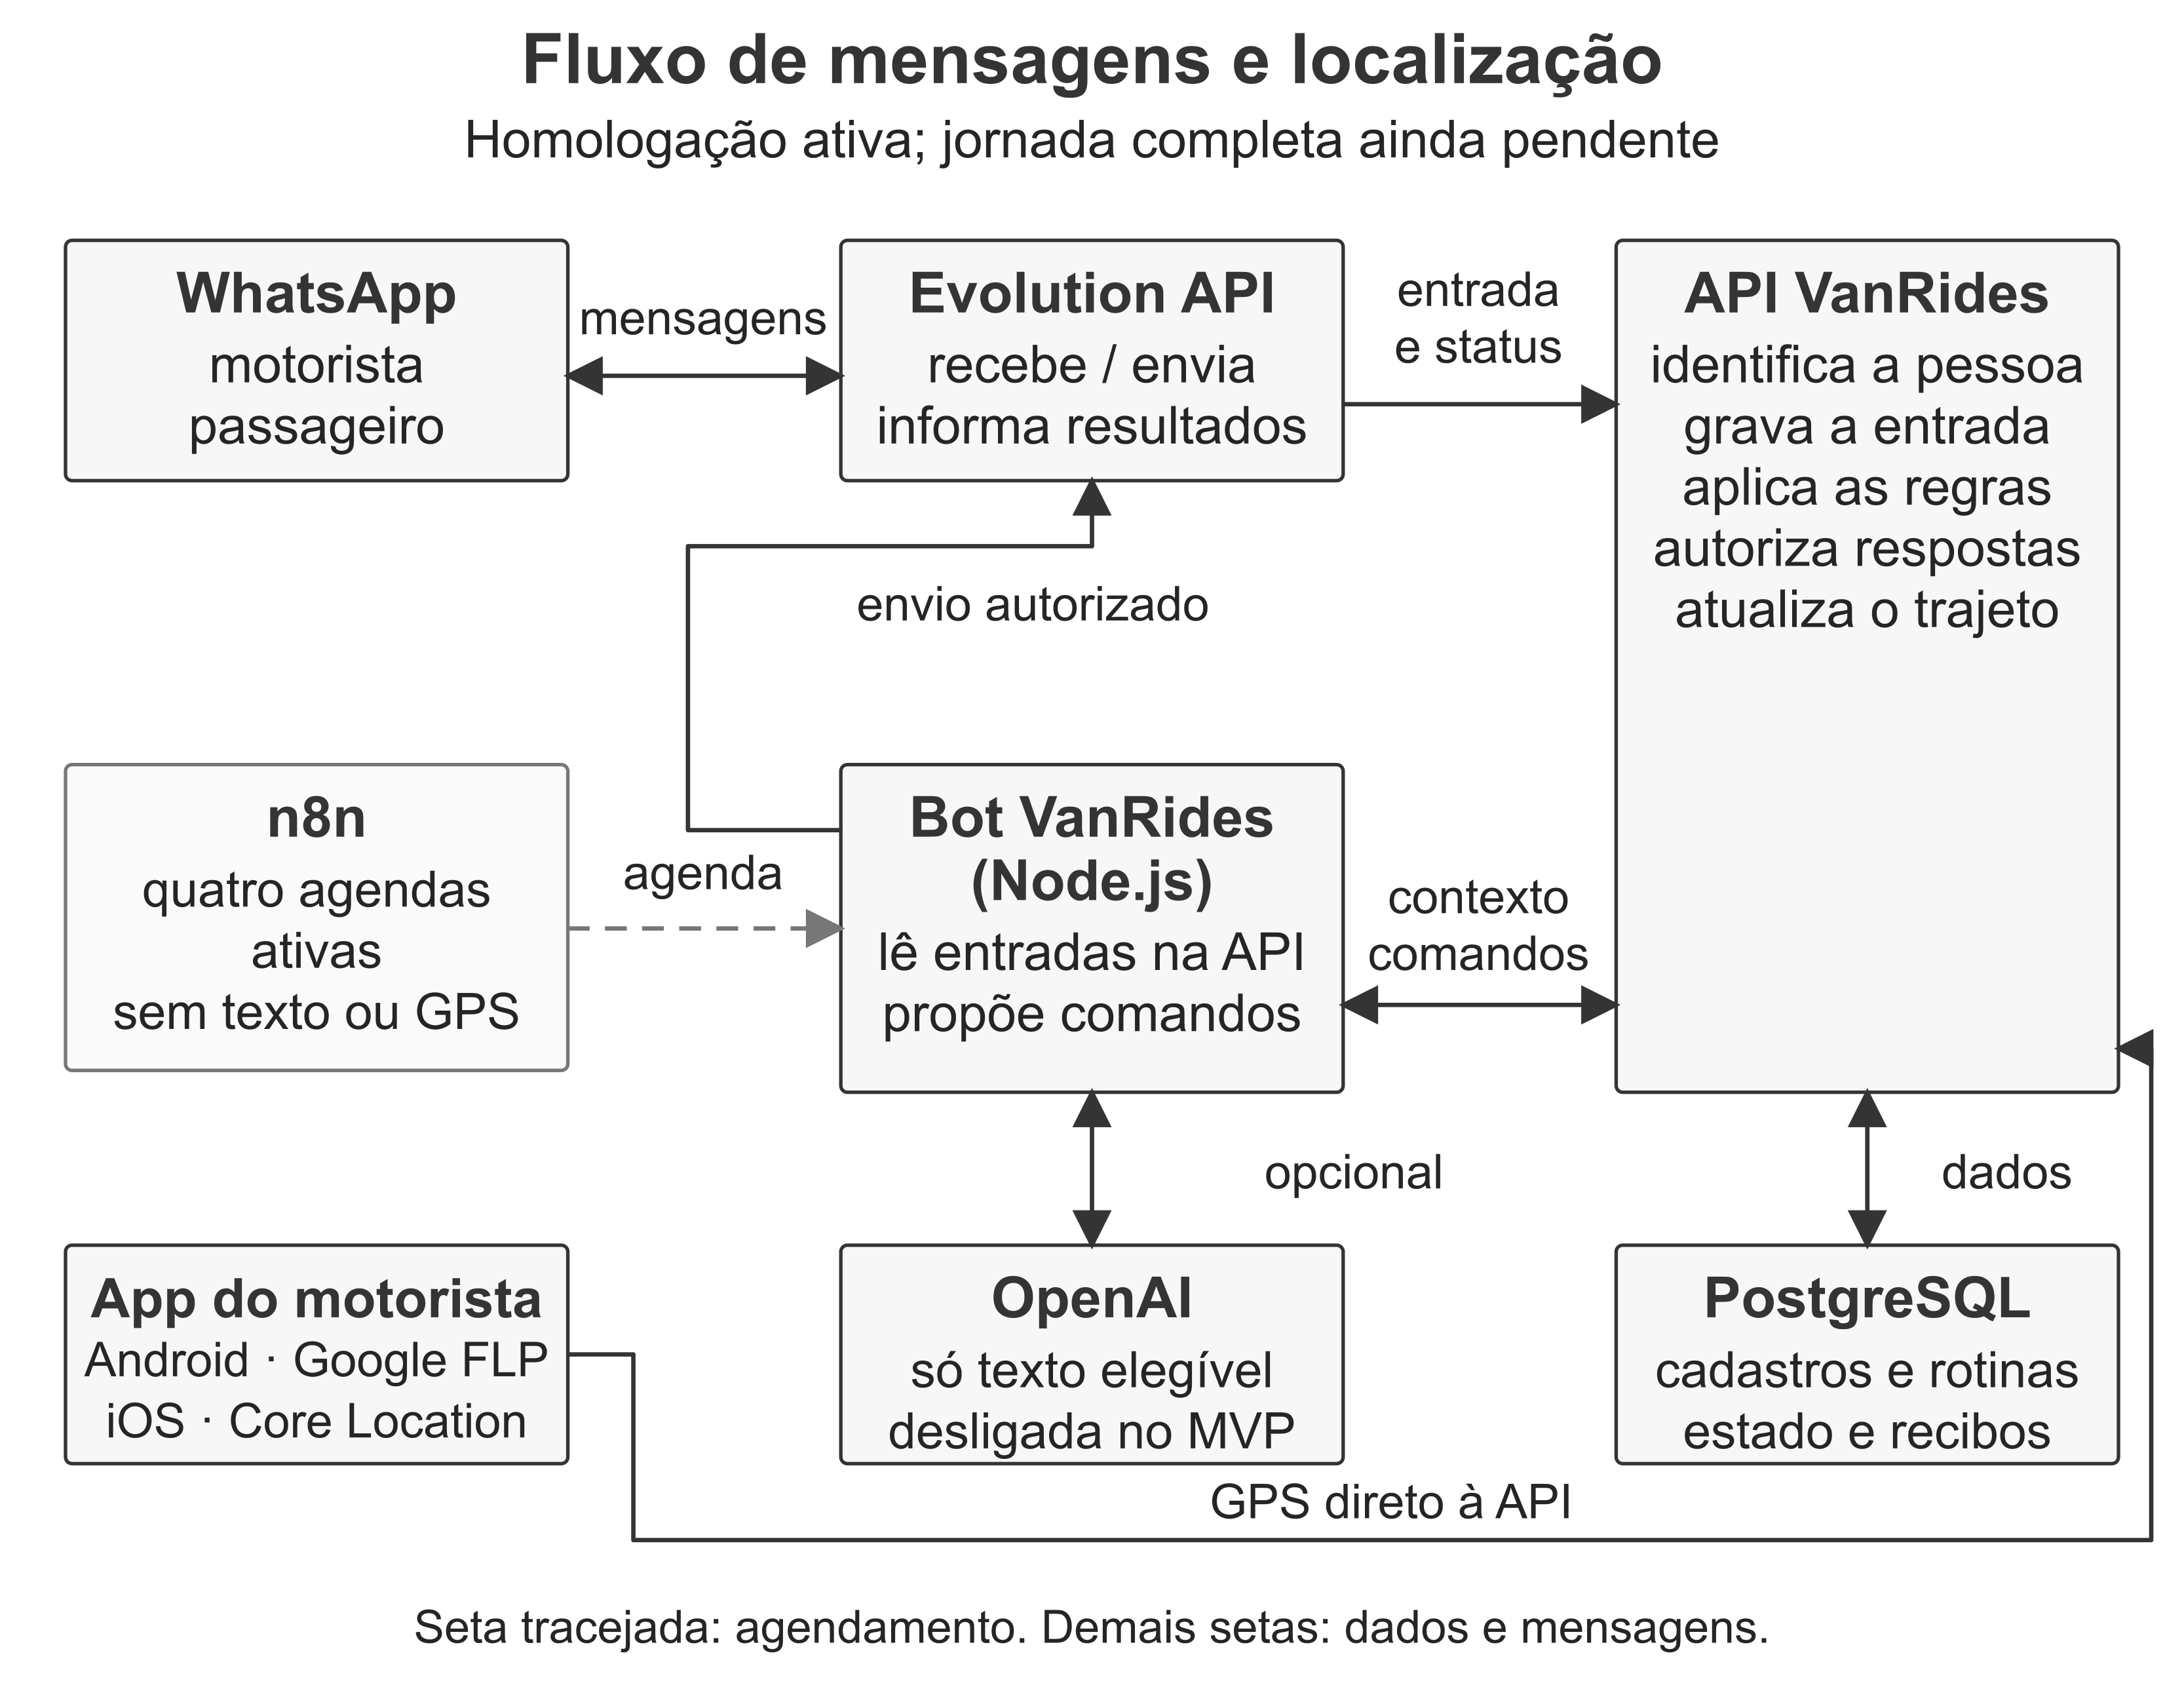 Fluxo de mensagens e localização
Homologação ativa; jornada completa ainda pendente
WhatsApp
motorista
passageiro
mensagens
Evolution API
recebe / envia
informa resultados
entrada
e status
API VanRides
identifica a pessoa
grava a entrada
aplica as regras
autoriza respostas
atualiza o trajeto
envio autorizado
n8n
quatro agendas
ativas
sem texto ou GPS
agenda
Bot VanRides
(Node.js)
lê entradas na API
propõe comandos
contexto
comandos
opcional
dados
App do motorista
Android · Google FLP
iOS · Core Location
OpenAI
só texto elegível
desligada no MVP
PostgreSQL
cadastros e rotinas
estado e recibos
GPS direto à API
Seta tracejada: agendamento. Demais setas: dados e mensagens.